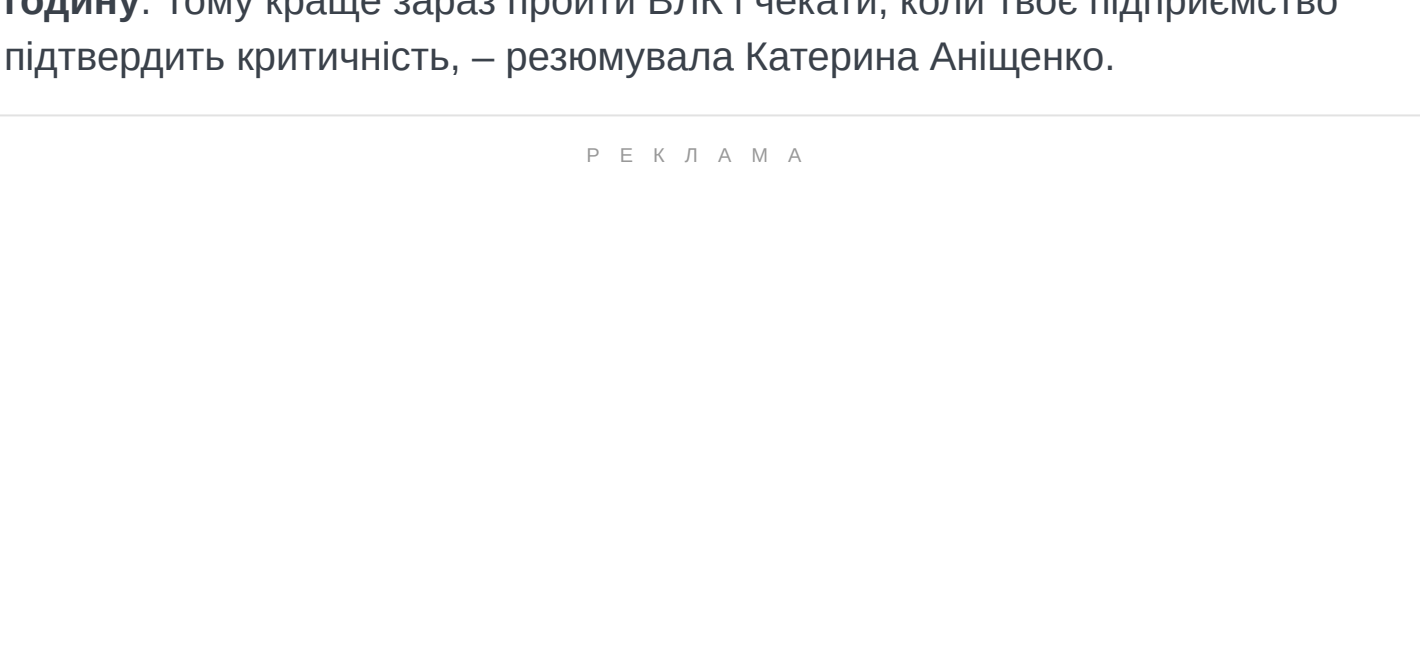 годину. Тому краще зараз пройти ВЛК і чекати, коли твоє підприємство
підтвердить критичність, – резюмувала Катерина Аніщенко.
РЕКЛАМА